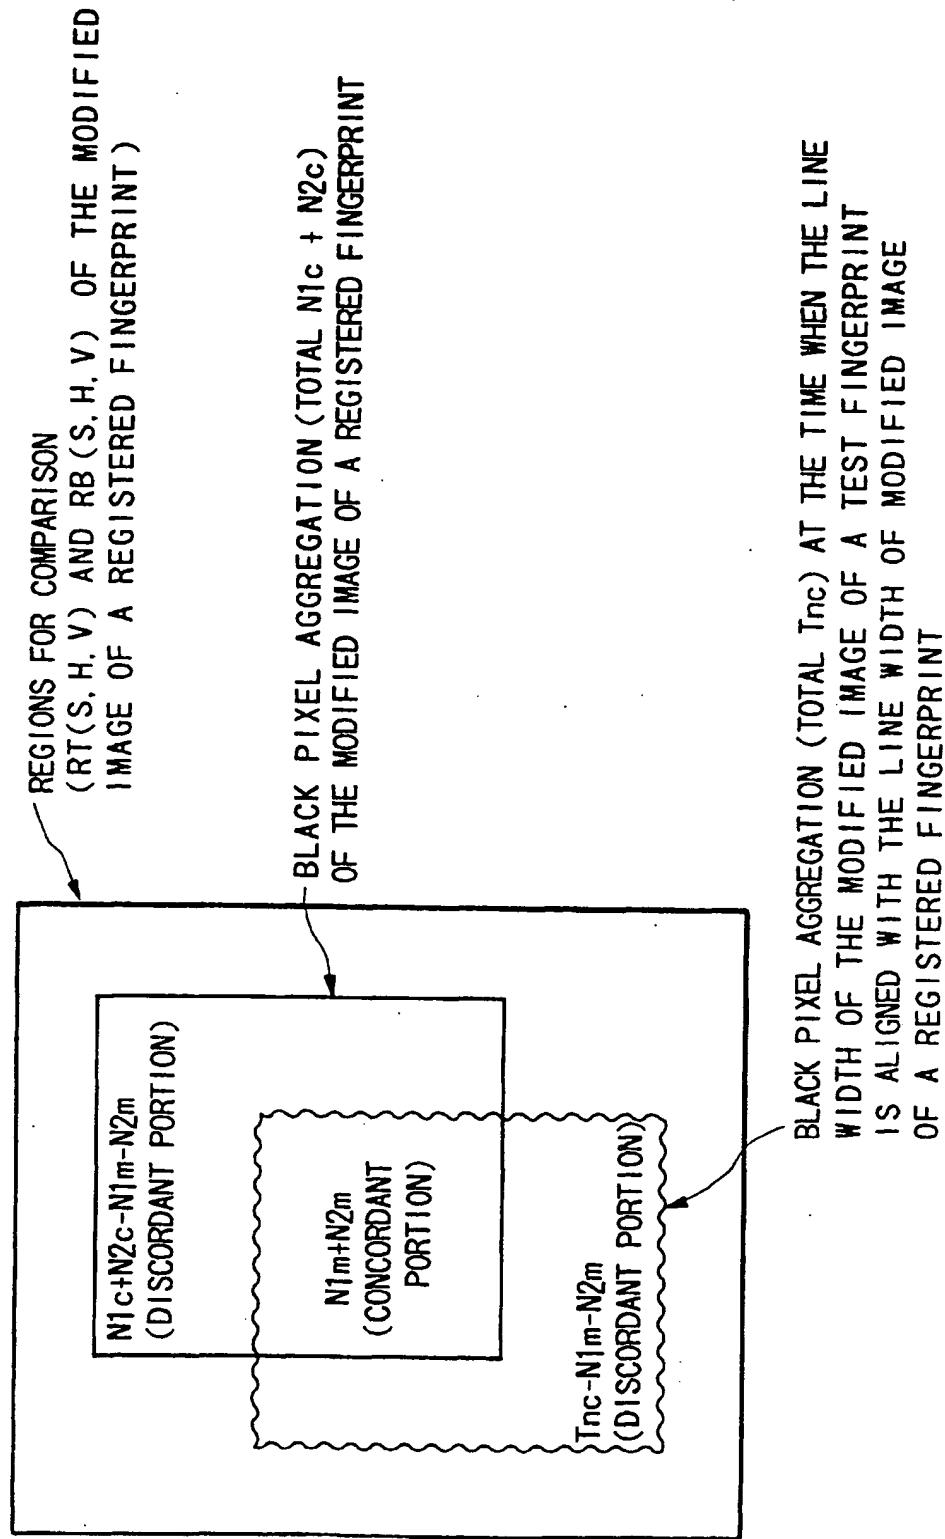 REGIONS FOR COMPARISON
(RT(S, H, V) AND RB(S, H, V) OF THE MODIFIED
IMAGE OF A REGISTERED FINGERPRINT)
BLACK PIXEL AGGREGATION (TOTAL N1c + N2c)
OF THE MODIFIED IMAGE OF A REGISTERED FINGERPRINT
N1c+N2c-N1m-N2m
(DISCORDANT PORTION)
N1m+N2m
(CONCORDANT
PORTION)
Tnc-N1m-N2m
(DISCORDANT PORTION)
BLACK PIXEL AGGREGATION (TOTAL Tnc) AT THE TIME WHEN THE LINE
WIDTH OF THE MODIFIED IMAGE OF A TEST FINGERPRINT
IS ALIGNED WITH THE LINE WIDTH OF MODIFIED IMAGE
OF A REGISTERED FINGERPRINT